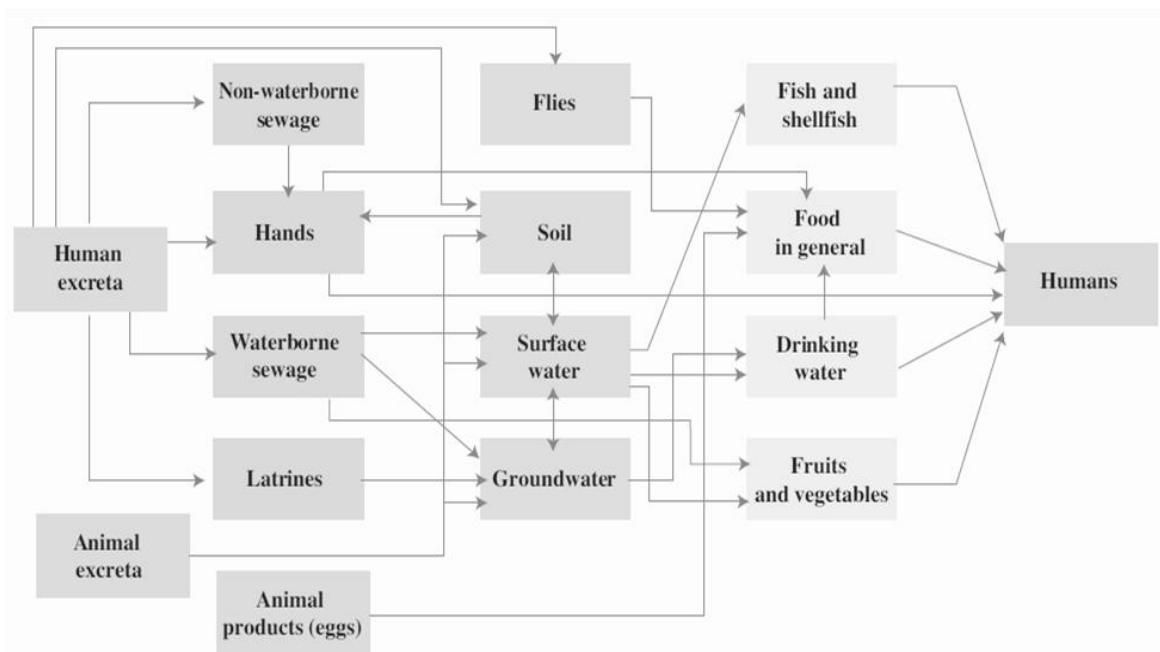 Non-waterborne
sewage
Flies
Fish and
shellfish
Human
excreta
Hands
Soil
Food
in general
Humans
Waterborne
sewage
Surface
water
Drinking
water
Latrines
Groundwater
Fruits
and vegetables
Animal
excreta
Animal
products (eggs)